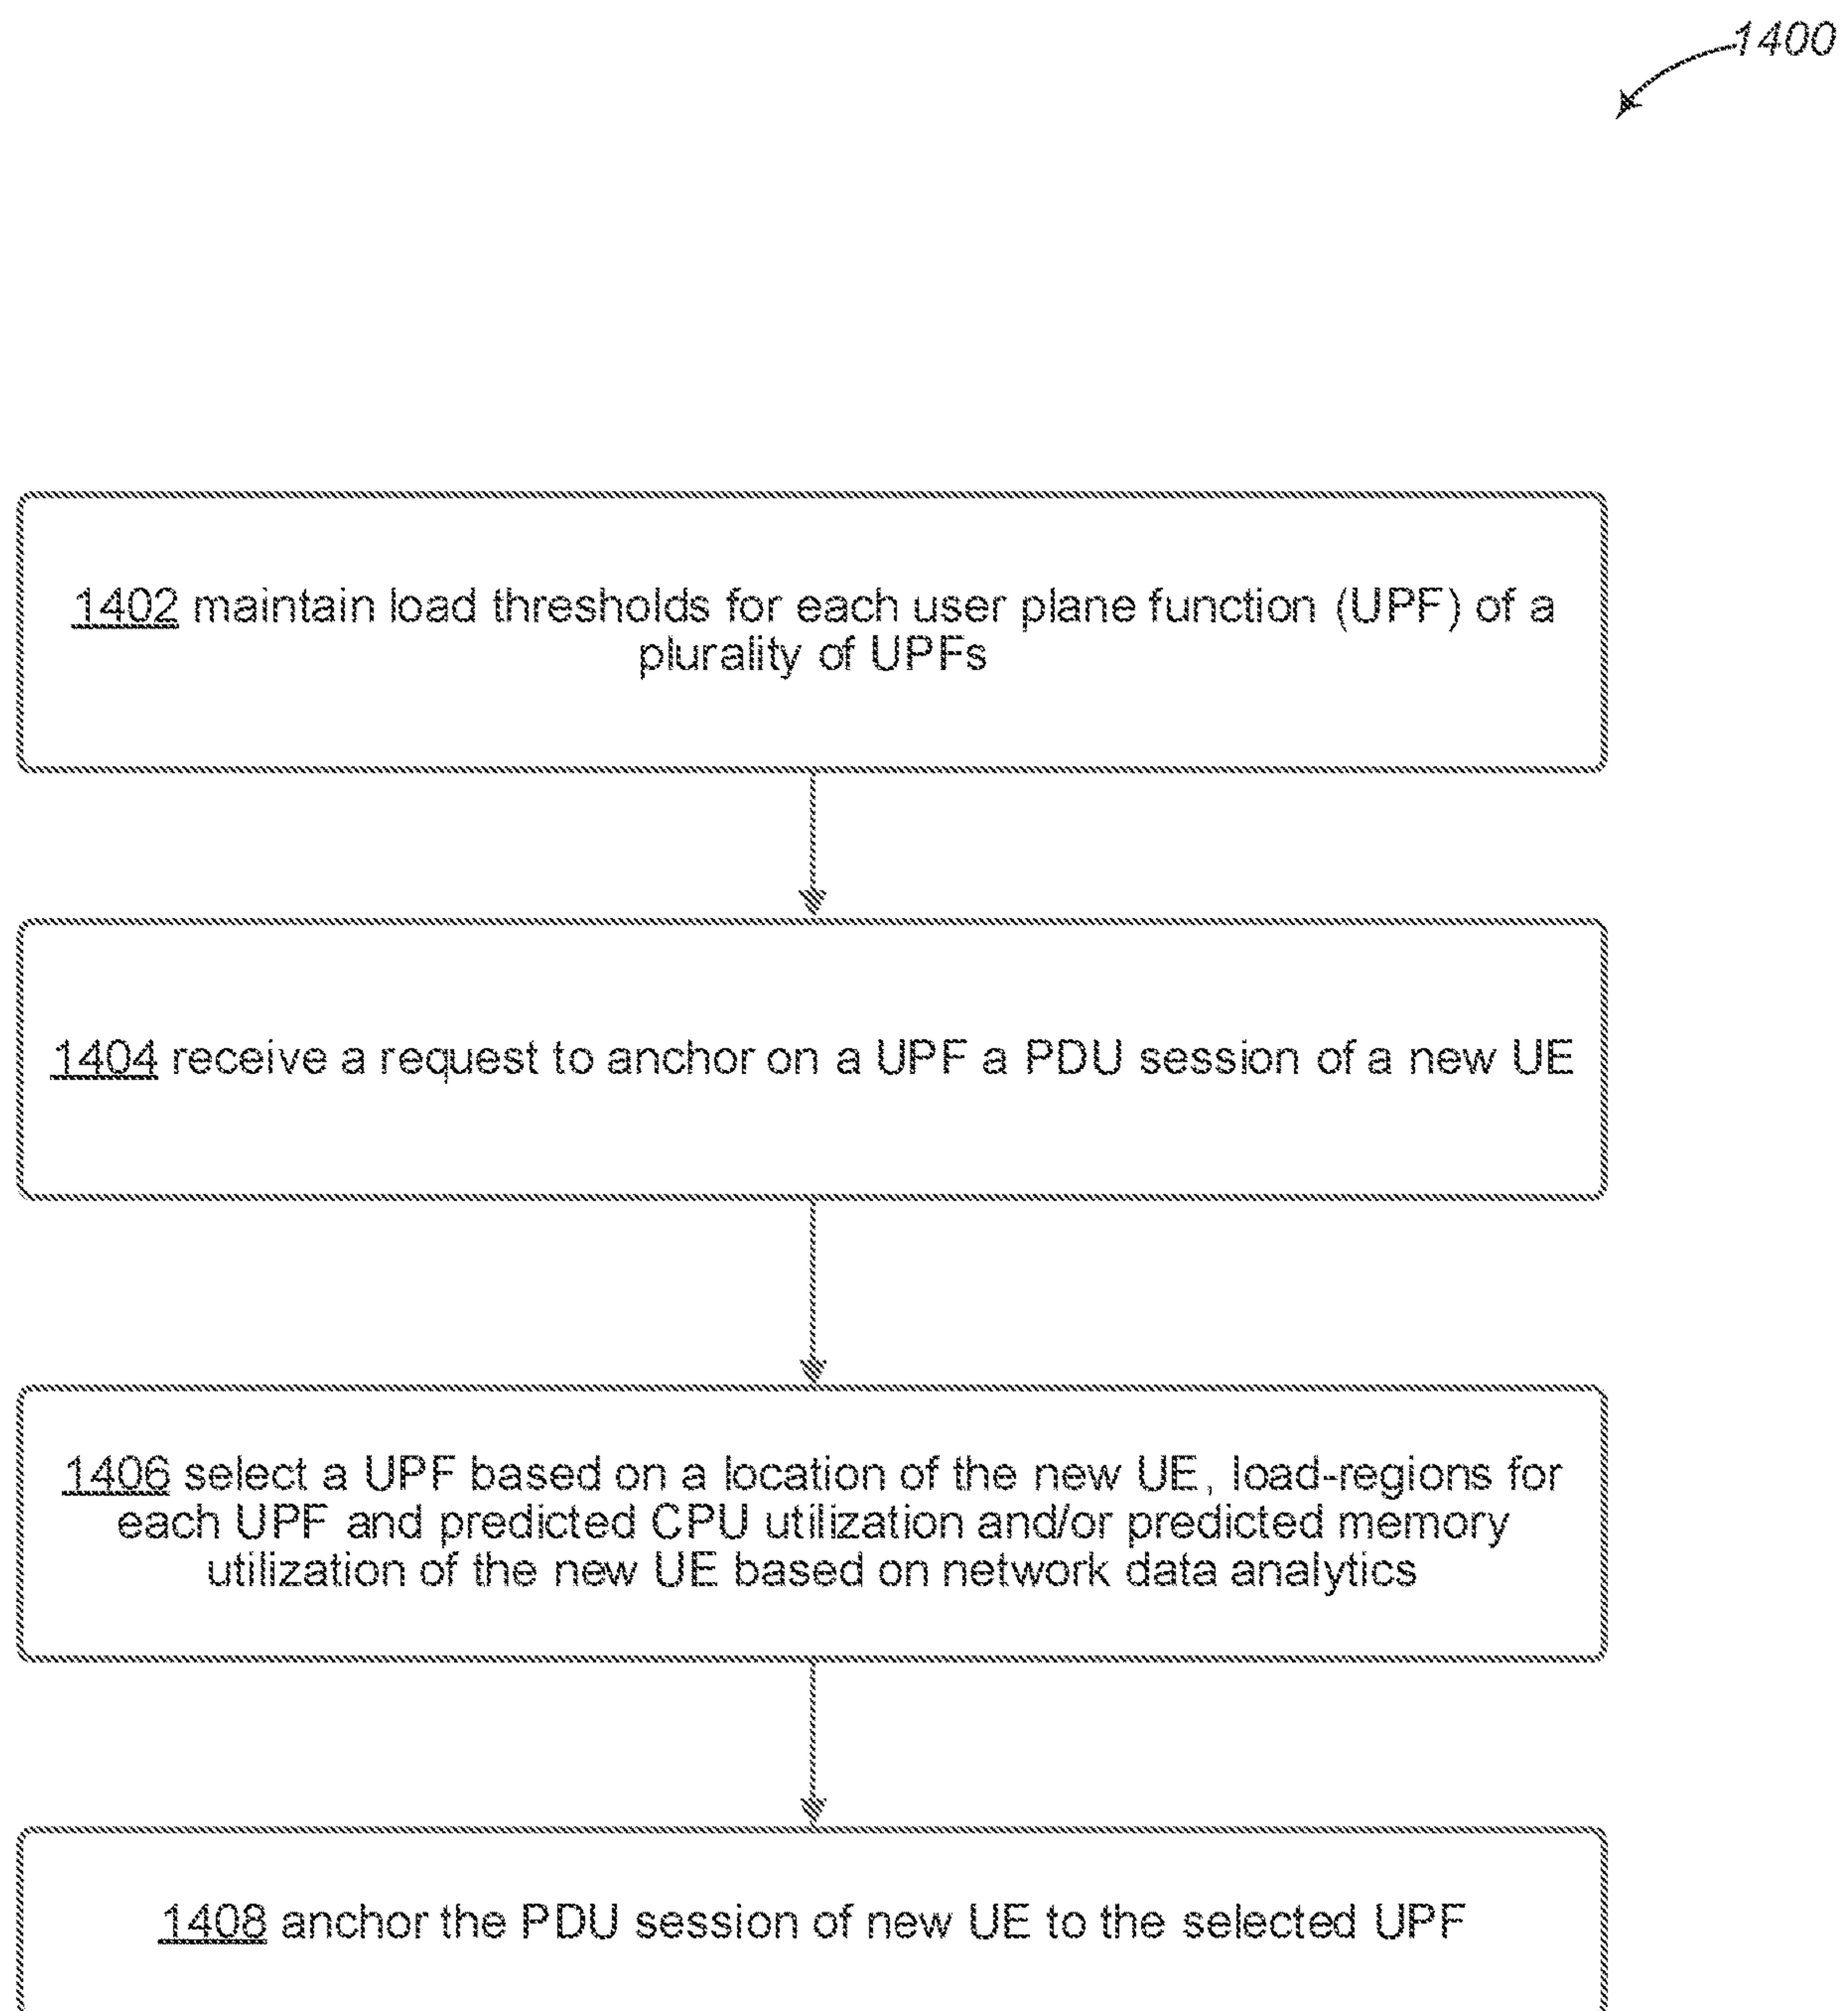 1400
1402 maintain load thresholds for each user plane function (UPF) of a
plurality of UPFs
1404 receive a request to anchor on a UPF a PDU session of a new UE
1406 select a UPF based on a location of the new UE, load-regions for
each UPF and predicted CPU utilization and/or predicted memory
utilization of the new UE based on network data analytics
1408 anchor the PDU session of new UE to the selected UPF